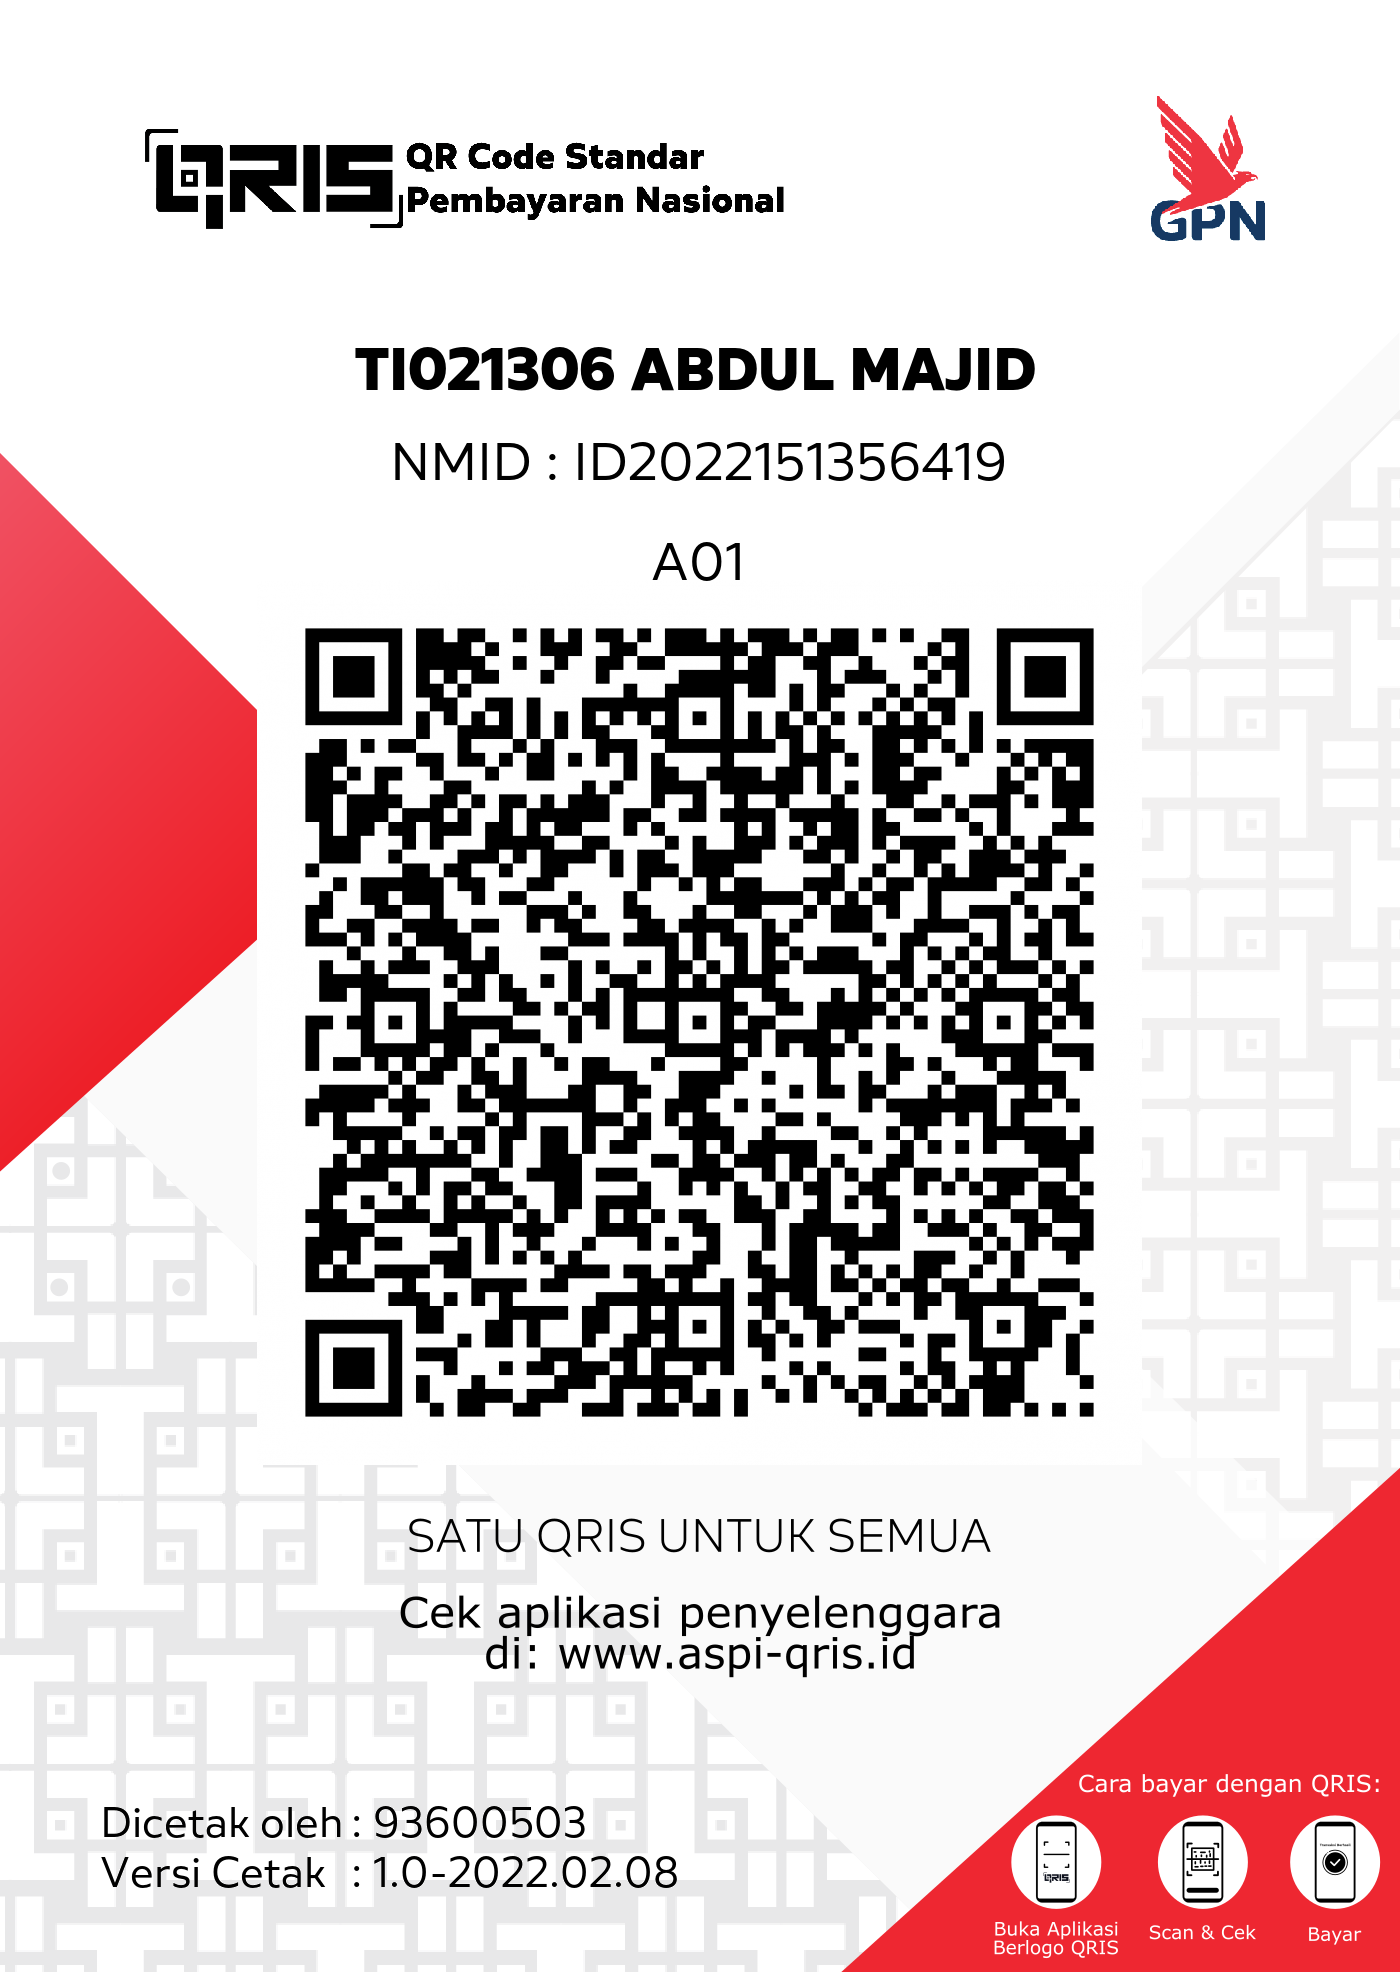 QRIS
QR Code Standar
Pembayaran Nasional
GPN
TI021306 ABDUL MAJID
NMID : ID2022151356419
A01
SATU QRIS UNTUK SEMUA
Cek aplikasi penyelenggara
di: www.aspi-qris.id
Dicetak oleh : 93600503
Versi Cetak : 1.0-2022.02.08
Cara bayar dengan QRIS:
QRIS
Buka Aplikasi
Berlogo QRIS
Scan & Cek
Bayar